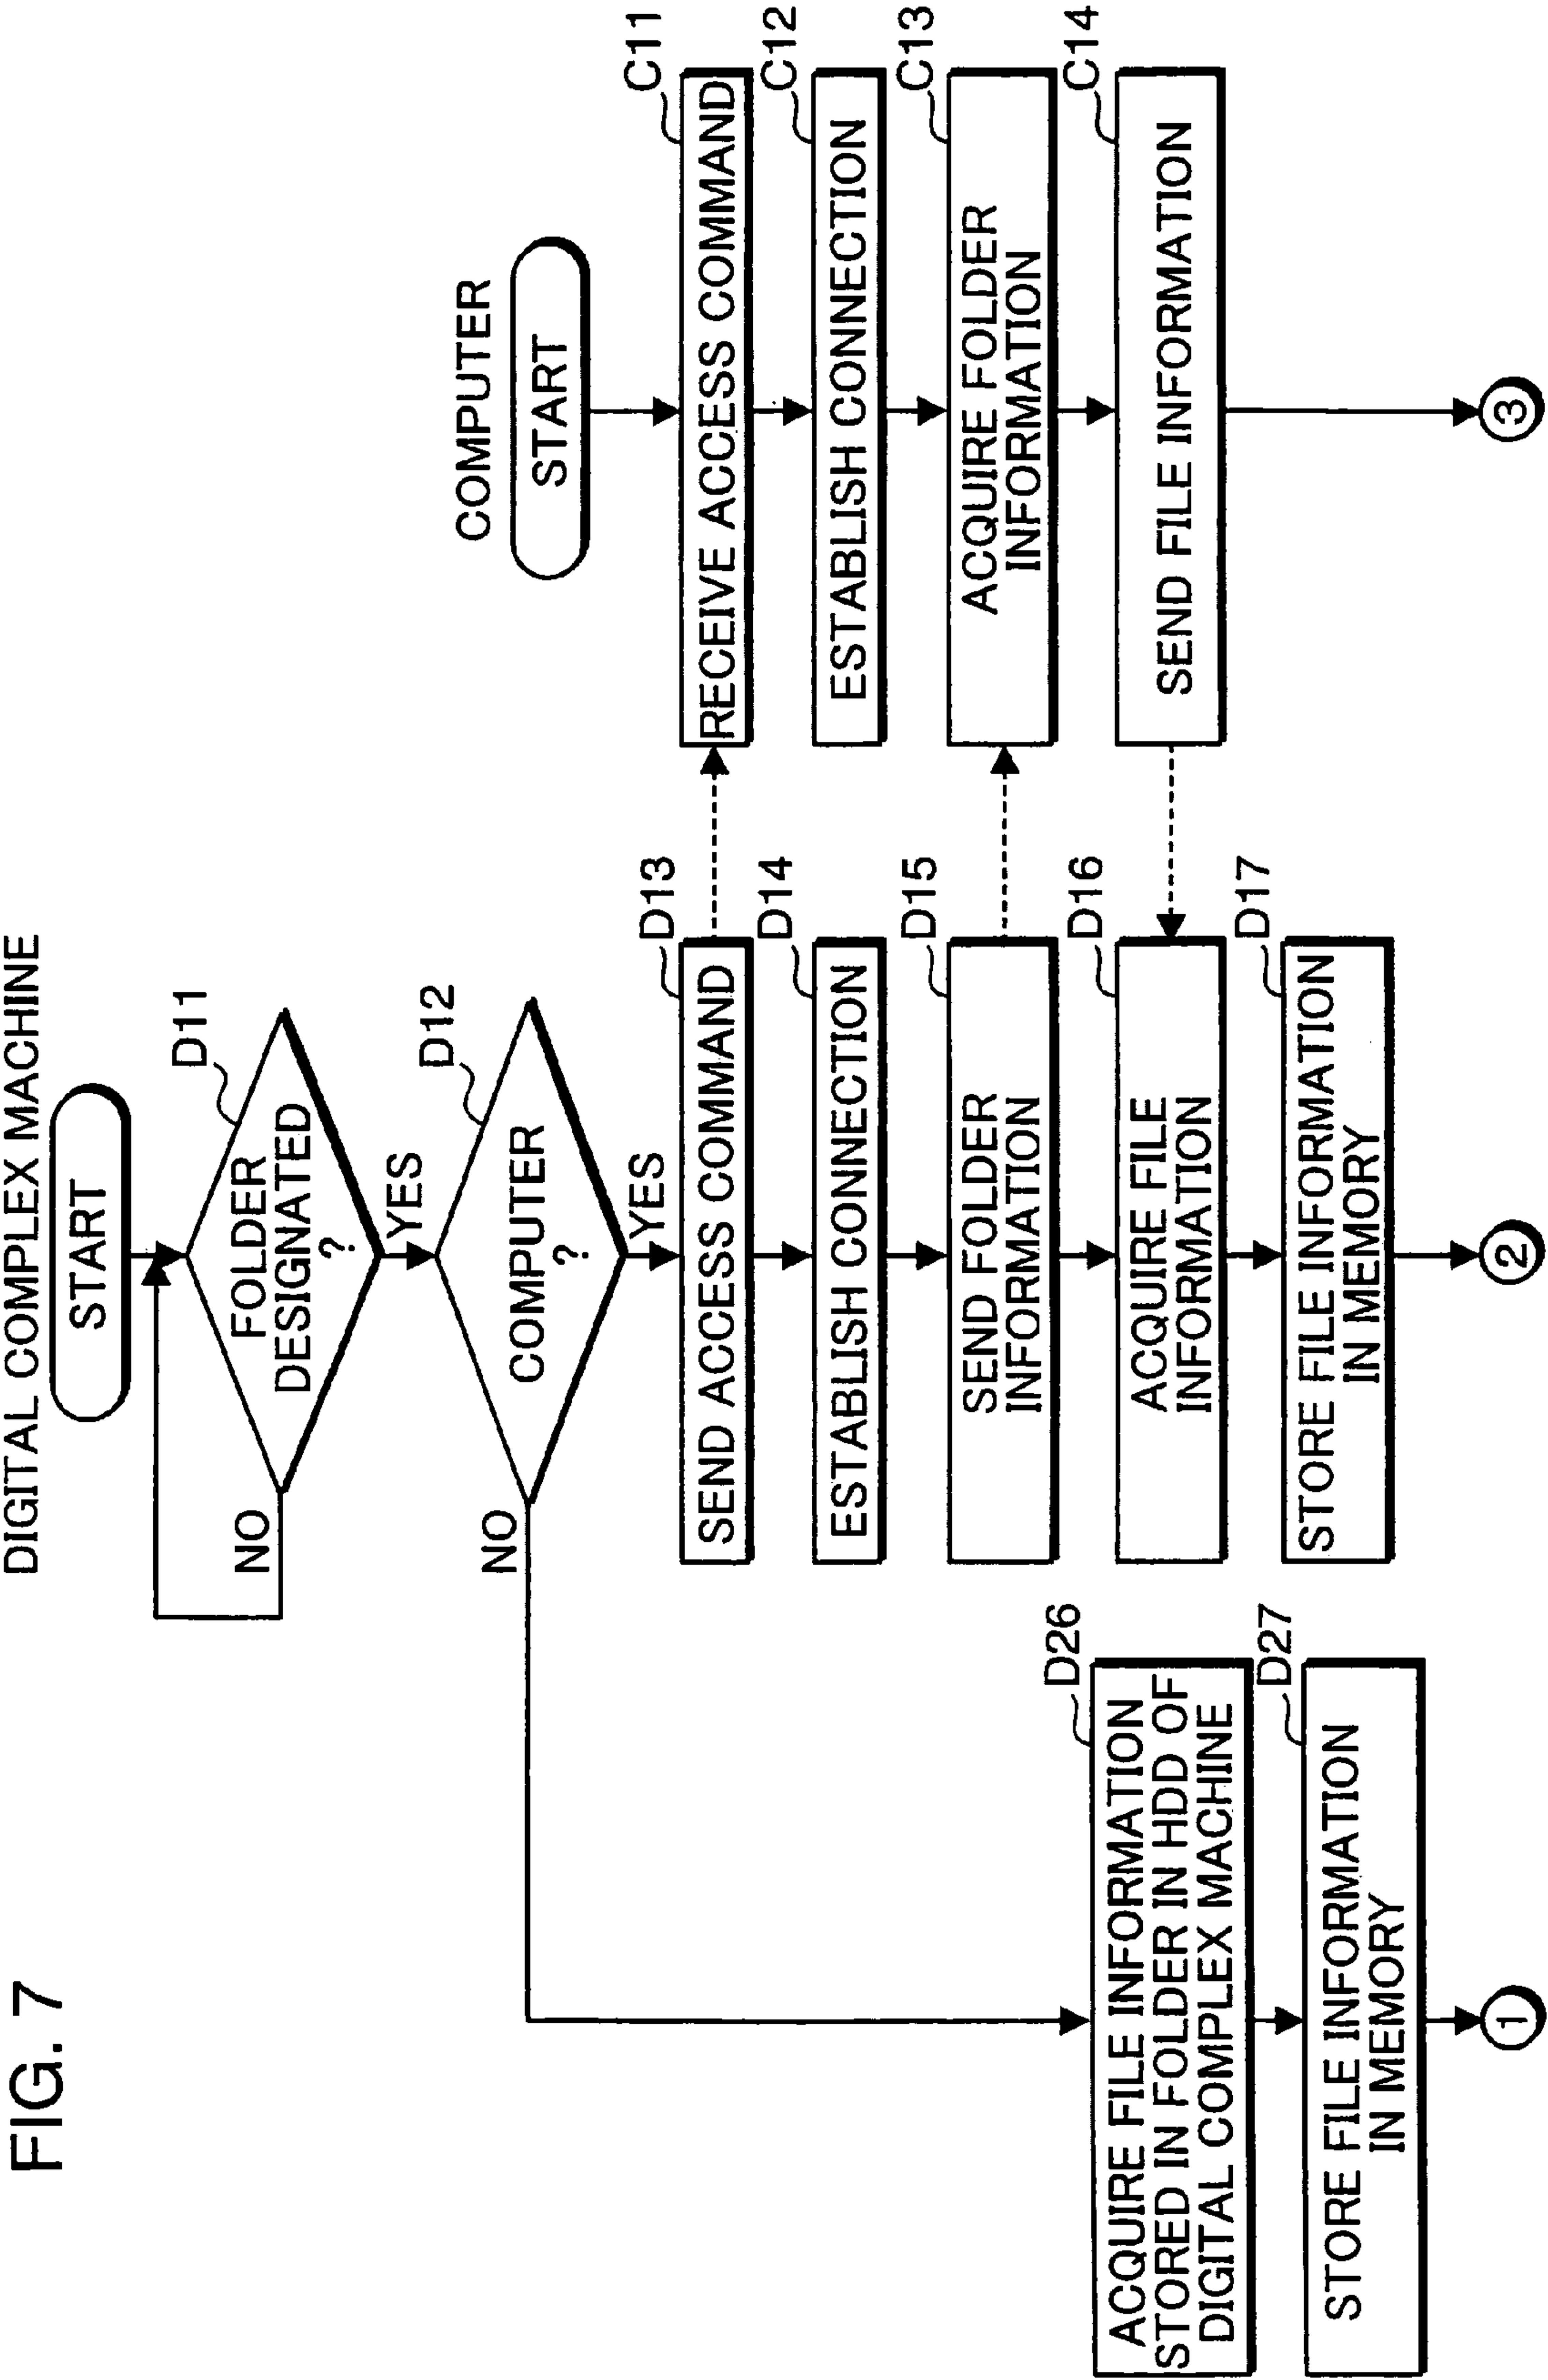 FIG. 7
DIGITAL COMPLEX MACHINE
START
D11
FOLDER
DESIGNATED
?
NO
YES
D12
COMPUTER
?
NO
YES
D13
SEND ACCESS COMMAND
D14
ESTABLISH CONNECTION
D15
SEND FOLDER
INFORMATION
D16
ACQUIRE FILE
INFORMATION
D17
STORE FILE INFORMATION
IN MEMORY
2
D26
ACQUIRE FILE INFORMATION
STORED IN FOLDER IN HDD OF
DIGITAL COMPLEX MACHINE
D27
STORE FILE INFORMATION
IN MEMORY
1
COMPUTER
START
C11
RECEIVE ACCESS COMMAND
C12
ESTABLISH CONNECTION
C13
ACQUIRE FOLDER
INFORMATION
C14
SEND FILE INFORMATION
3